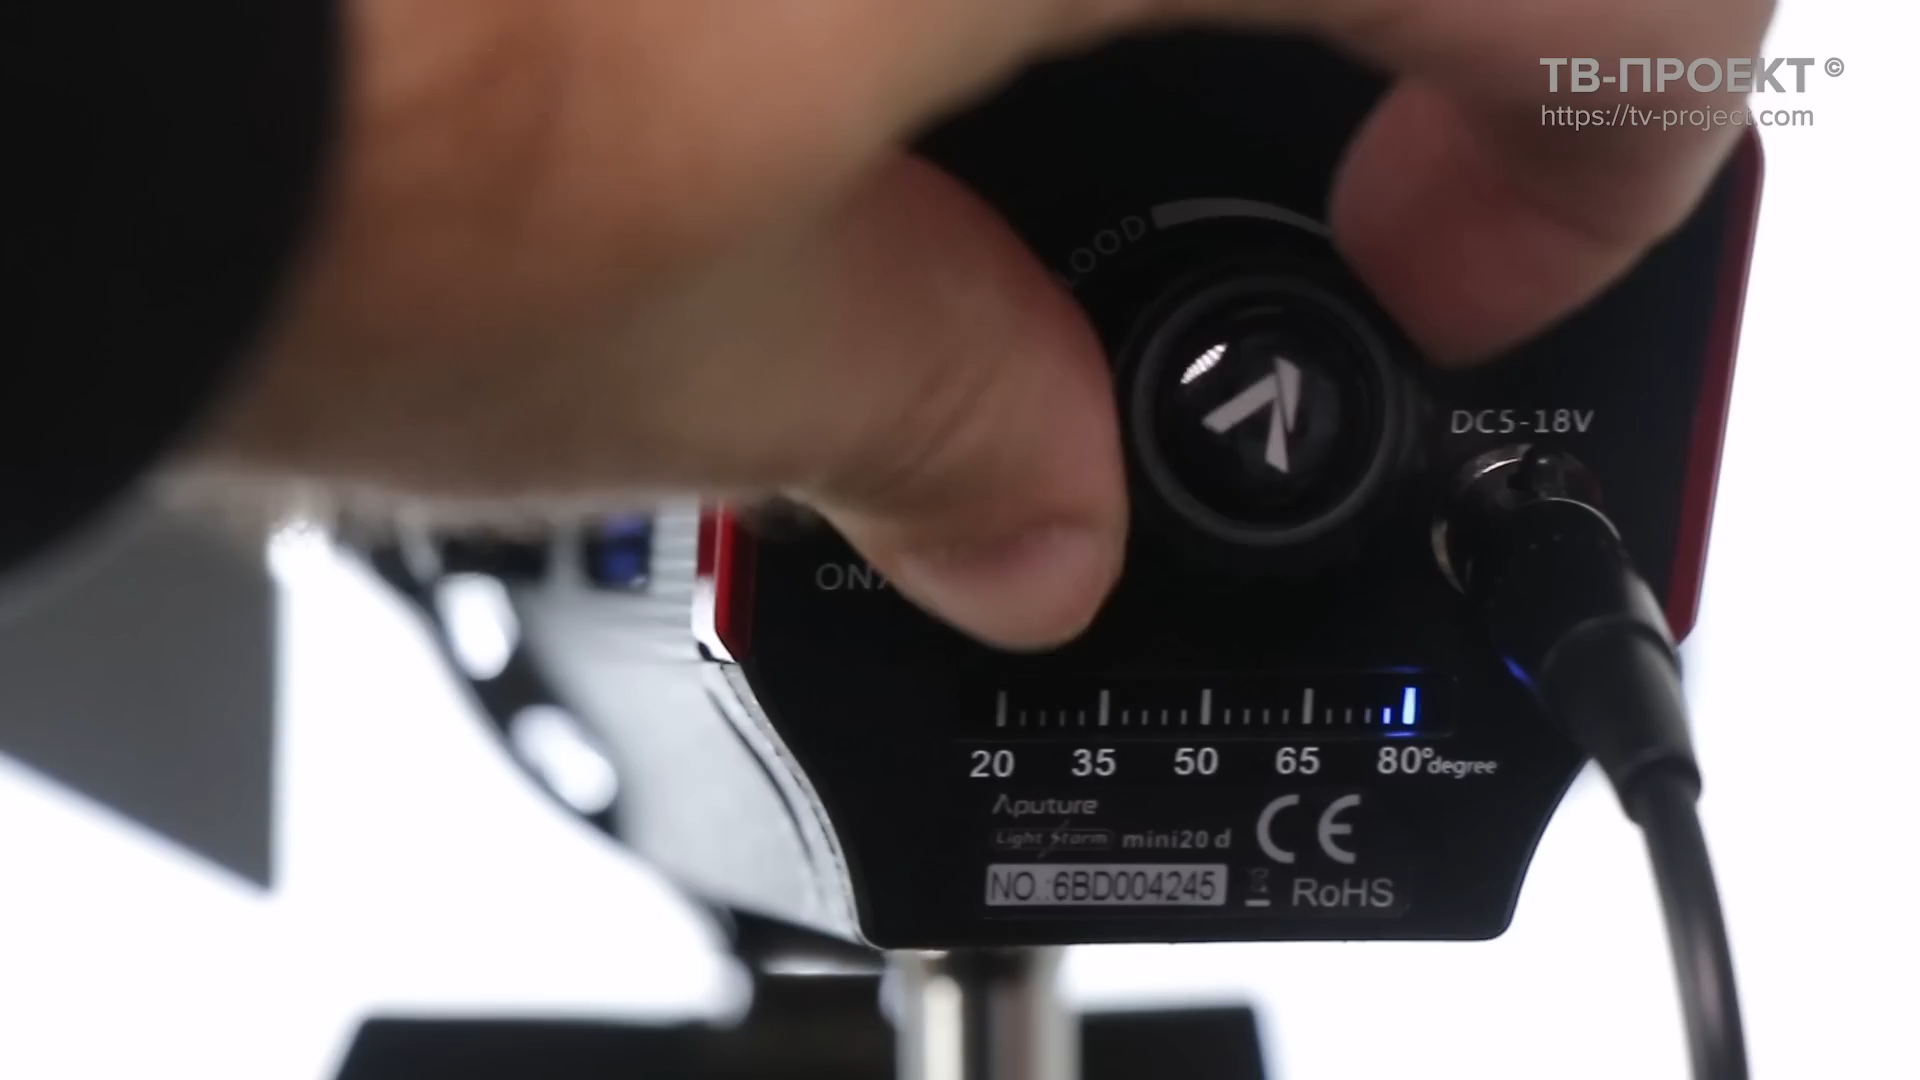 ТВ-ПРОЕКТ ©
https://tv-project.com
DC5-18V
20 35 50 65 80° degree
Aputure
Light Storm mini20 d
CE
NO.:6BD004245
RoHS